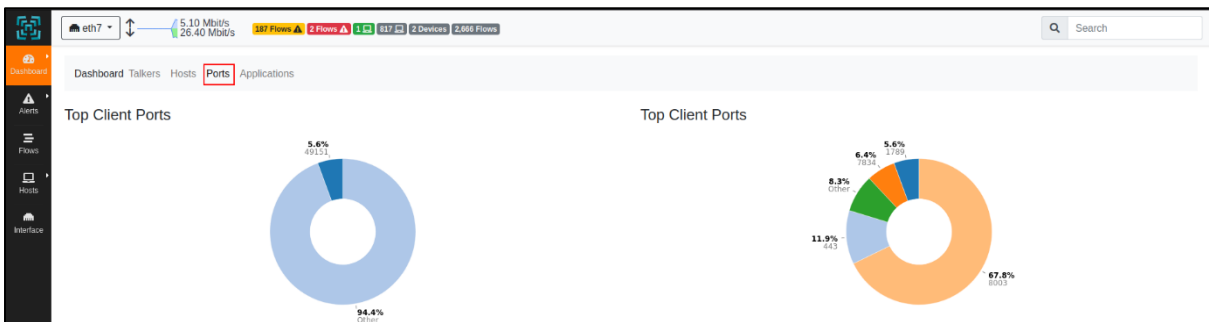 eth7
5.10 Mbit/s
26.40 Mbit/s
187 Flows
2 Flows
1
817
2 Devices
2,666 Flows
Search
Dashboard
Alerts
Flows
Hosts
Interface
Dashboard Talkers Hosts Ports Applications
Top Client Ports
5.6%
49151
94.4%
Other
Top Client Ports
5.6%
1789
6.4%
7834
8.3%
Other
11.9%
443
67.8%
8003